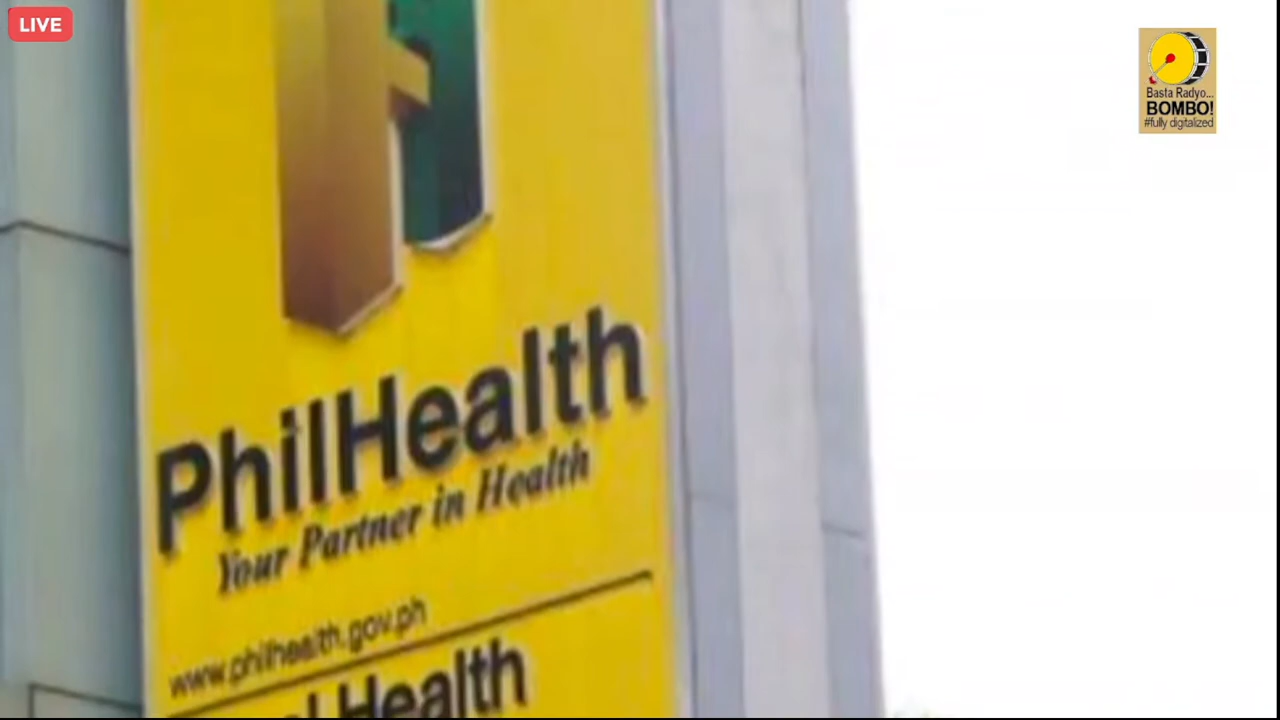 LIVE
Basta Radyo...
BOMBO!
#fully digitalized
PhilHealth
Your Partner in Health
www.philhealth.gov.ph
Health